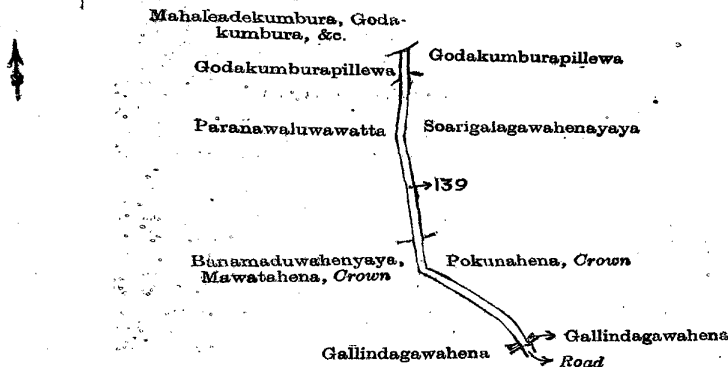 Mahaleadekumbura, Goda-
kumbura, &c.
Godakumburapillewa
Godakumburapillewa
Paranawaluwawatta
Soarigalagawahenayaya
139
Banamaduwahenyaya,
Mawatahena, Crown
Pokunahena, Crown
Gallindagawahena
Gallindagawahena
Road